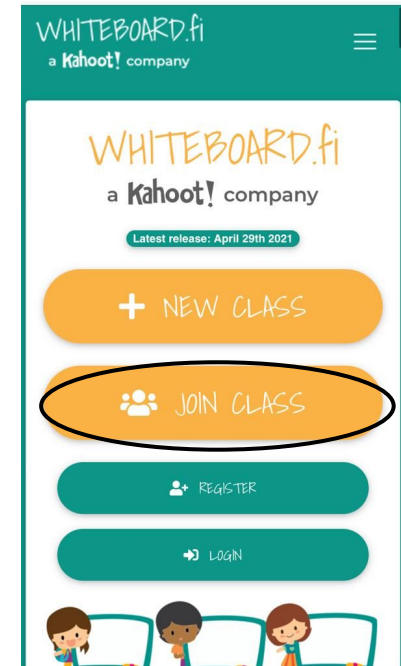 WHITEBOARD.fi
a Kahoot! company
WHITEBOARD.fi
a Kahoot! company
Latest release: April 29th 2021
NEW CLASS
JOIN CLASS
REGISTER
LOGIN